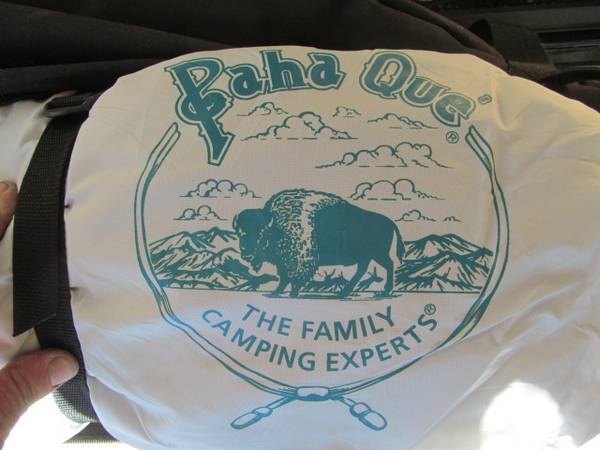 Paha Que'®
THE FAMILY
CAMPING EXPERTS®